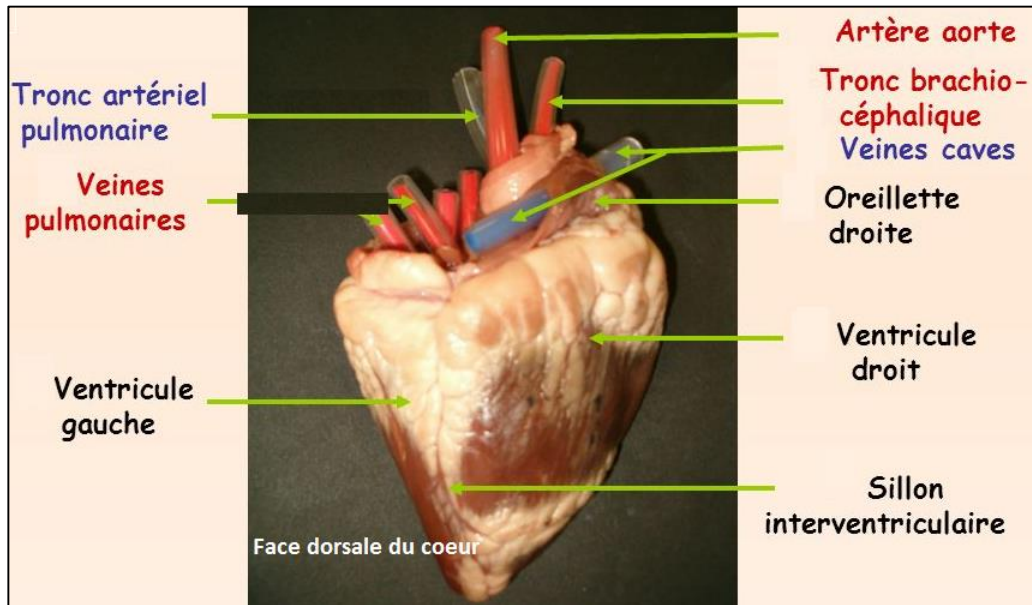 Artère aorte
Tronc brachio-
céphalique
Veines caves
Oreillette
droite
Ventricule
droit
Sillon
interventriculaire
Tronc artériel
pulmonaire
Veines
pulmonaires
Ventricule
gauche
Face dorsale du coeur